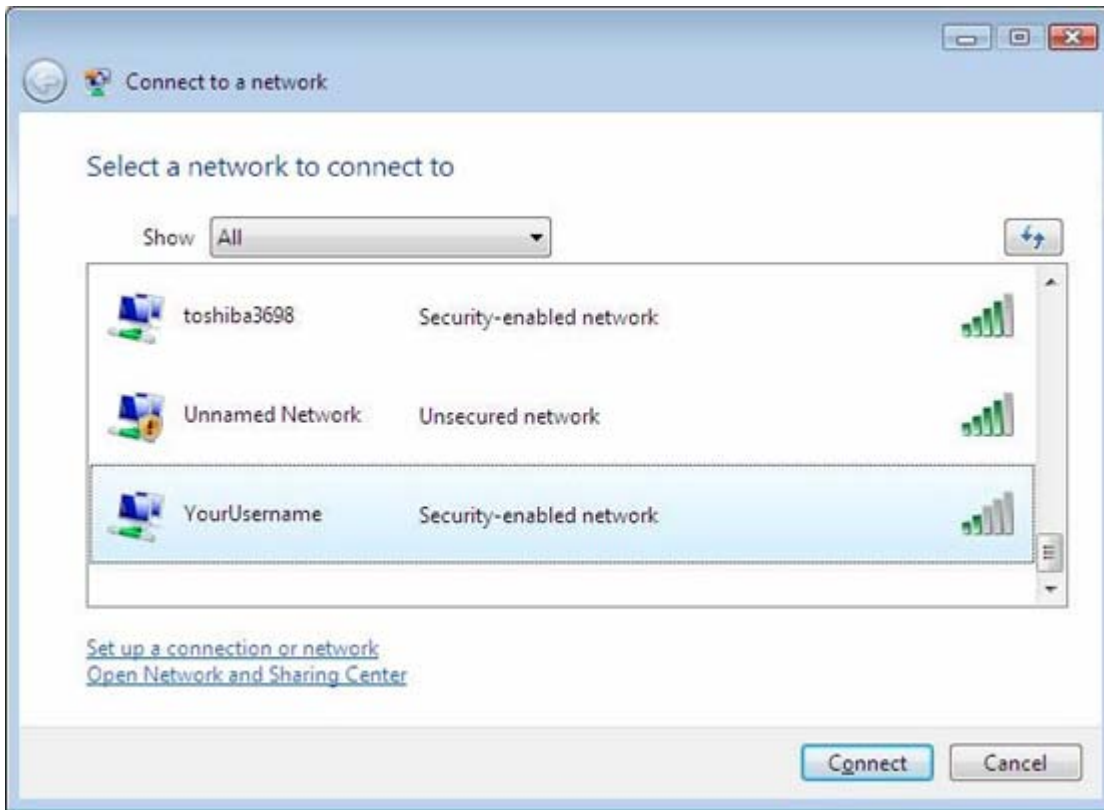 Connect to a network
Select a network to connect to
Show All
toshiba3698 Security-enabled network
Unnamed Network Unsecured network
YourUsername Security-enabled network
Set up a connection or network
Open Network and Sharing Center
Connect Cancel